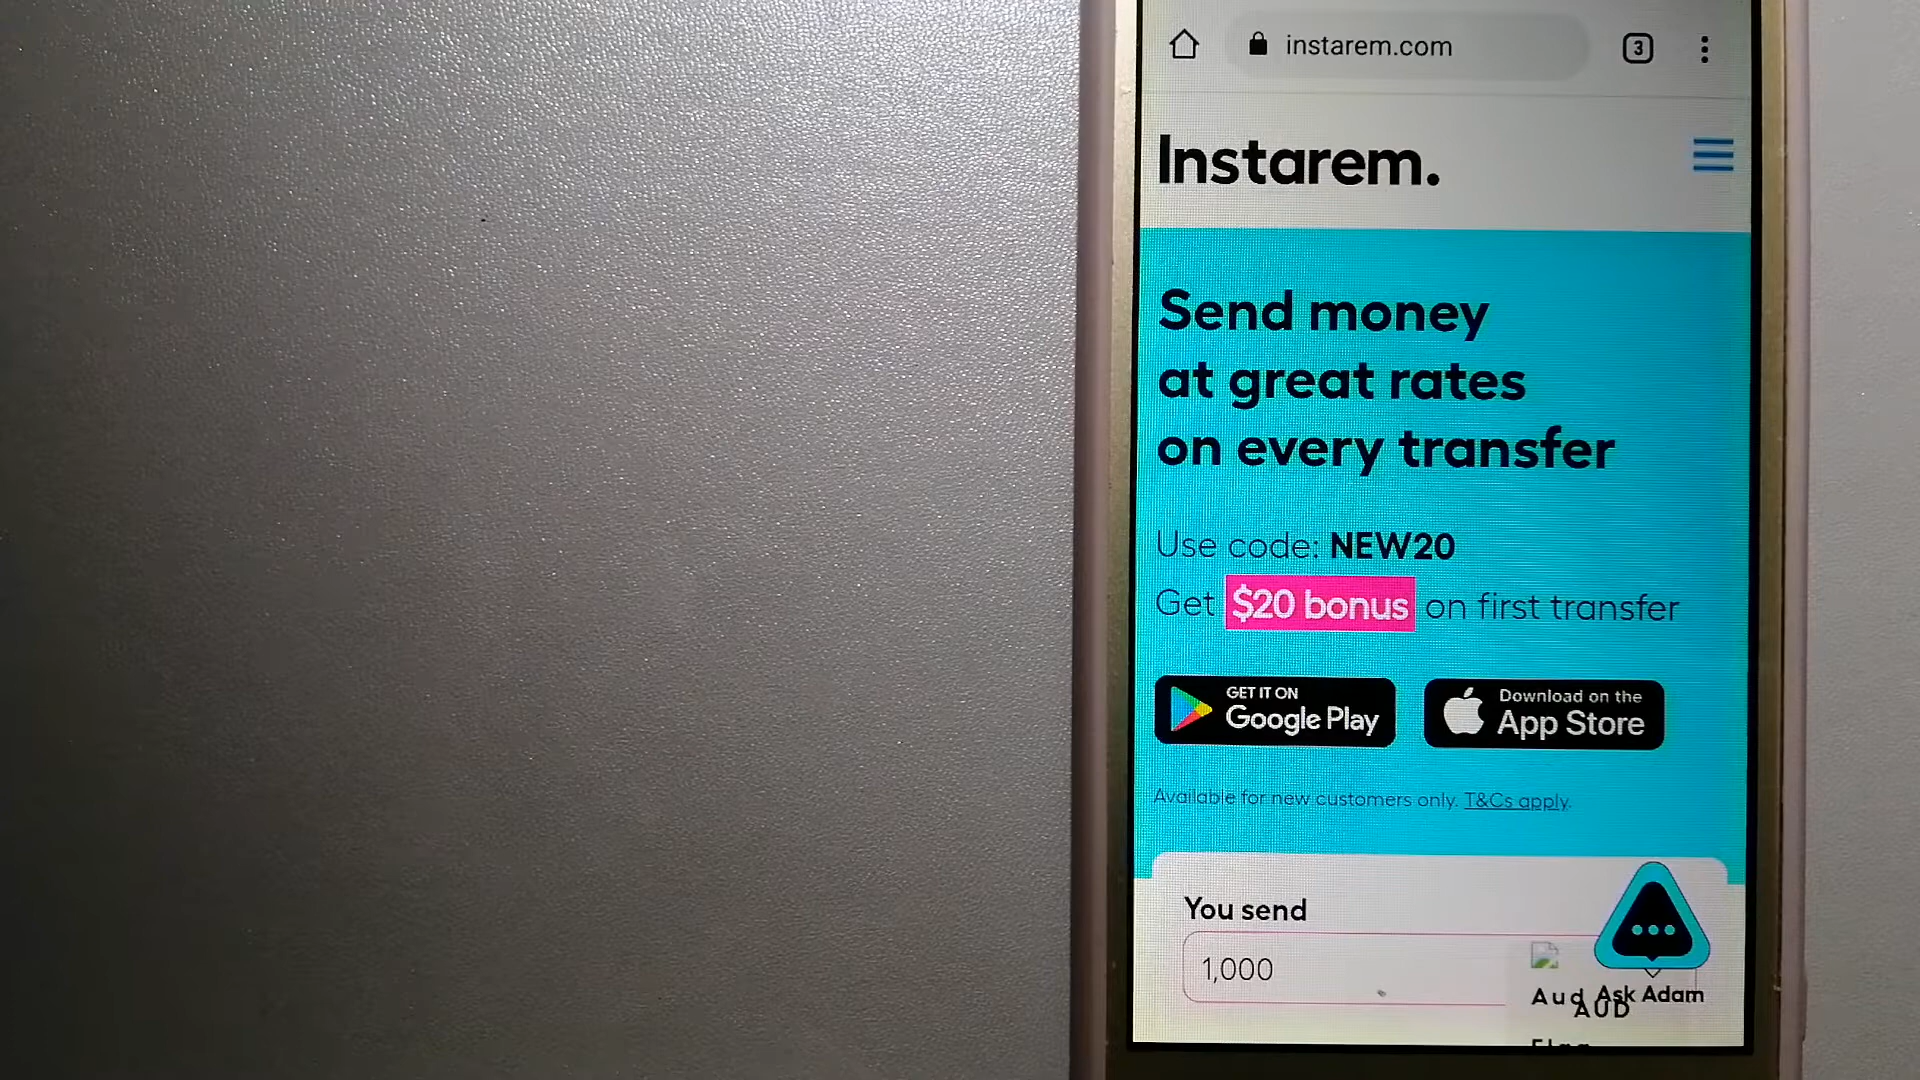 instarem.com
3
Instarem.
Send money
at great rates
on every transfer
Use code: NEW20
Get $20 bonus on first transfer
GET IT ON
Google Play
Download on the
App Store
Available for new customers only. T&Cs apply.
You send
1,000
Aud
AUD
Ask Adam